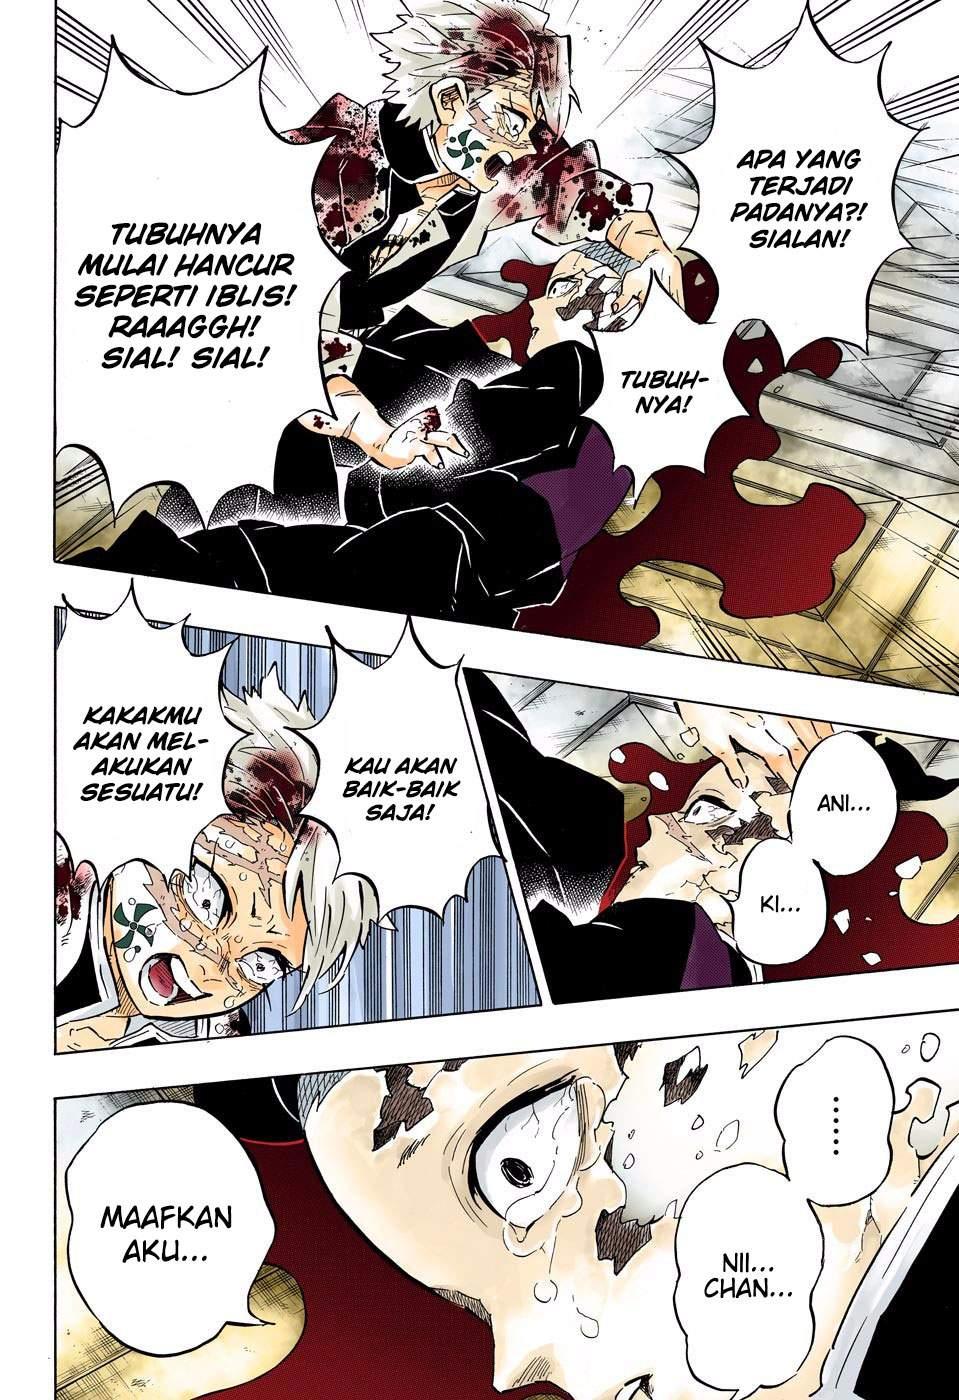 APA YANG
TERJADI
PADANYA?!
SIALAN!
TUBUH-
NYA!
TUBUHNYA
MULAI HANCUR
SEPERTI IBLIS!
RAAAGGH!
SIAL! SIAL!
ANI...
KI...
KAU AKAN
BAIK-BAIK
SAJA!
KAKAKMU
AKAN MEL-
AKUKAN
SESUATU!
......
NII...
CHAN...
MAAFKAN
AKU...